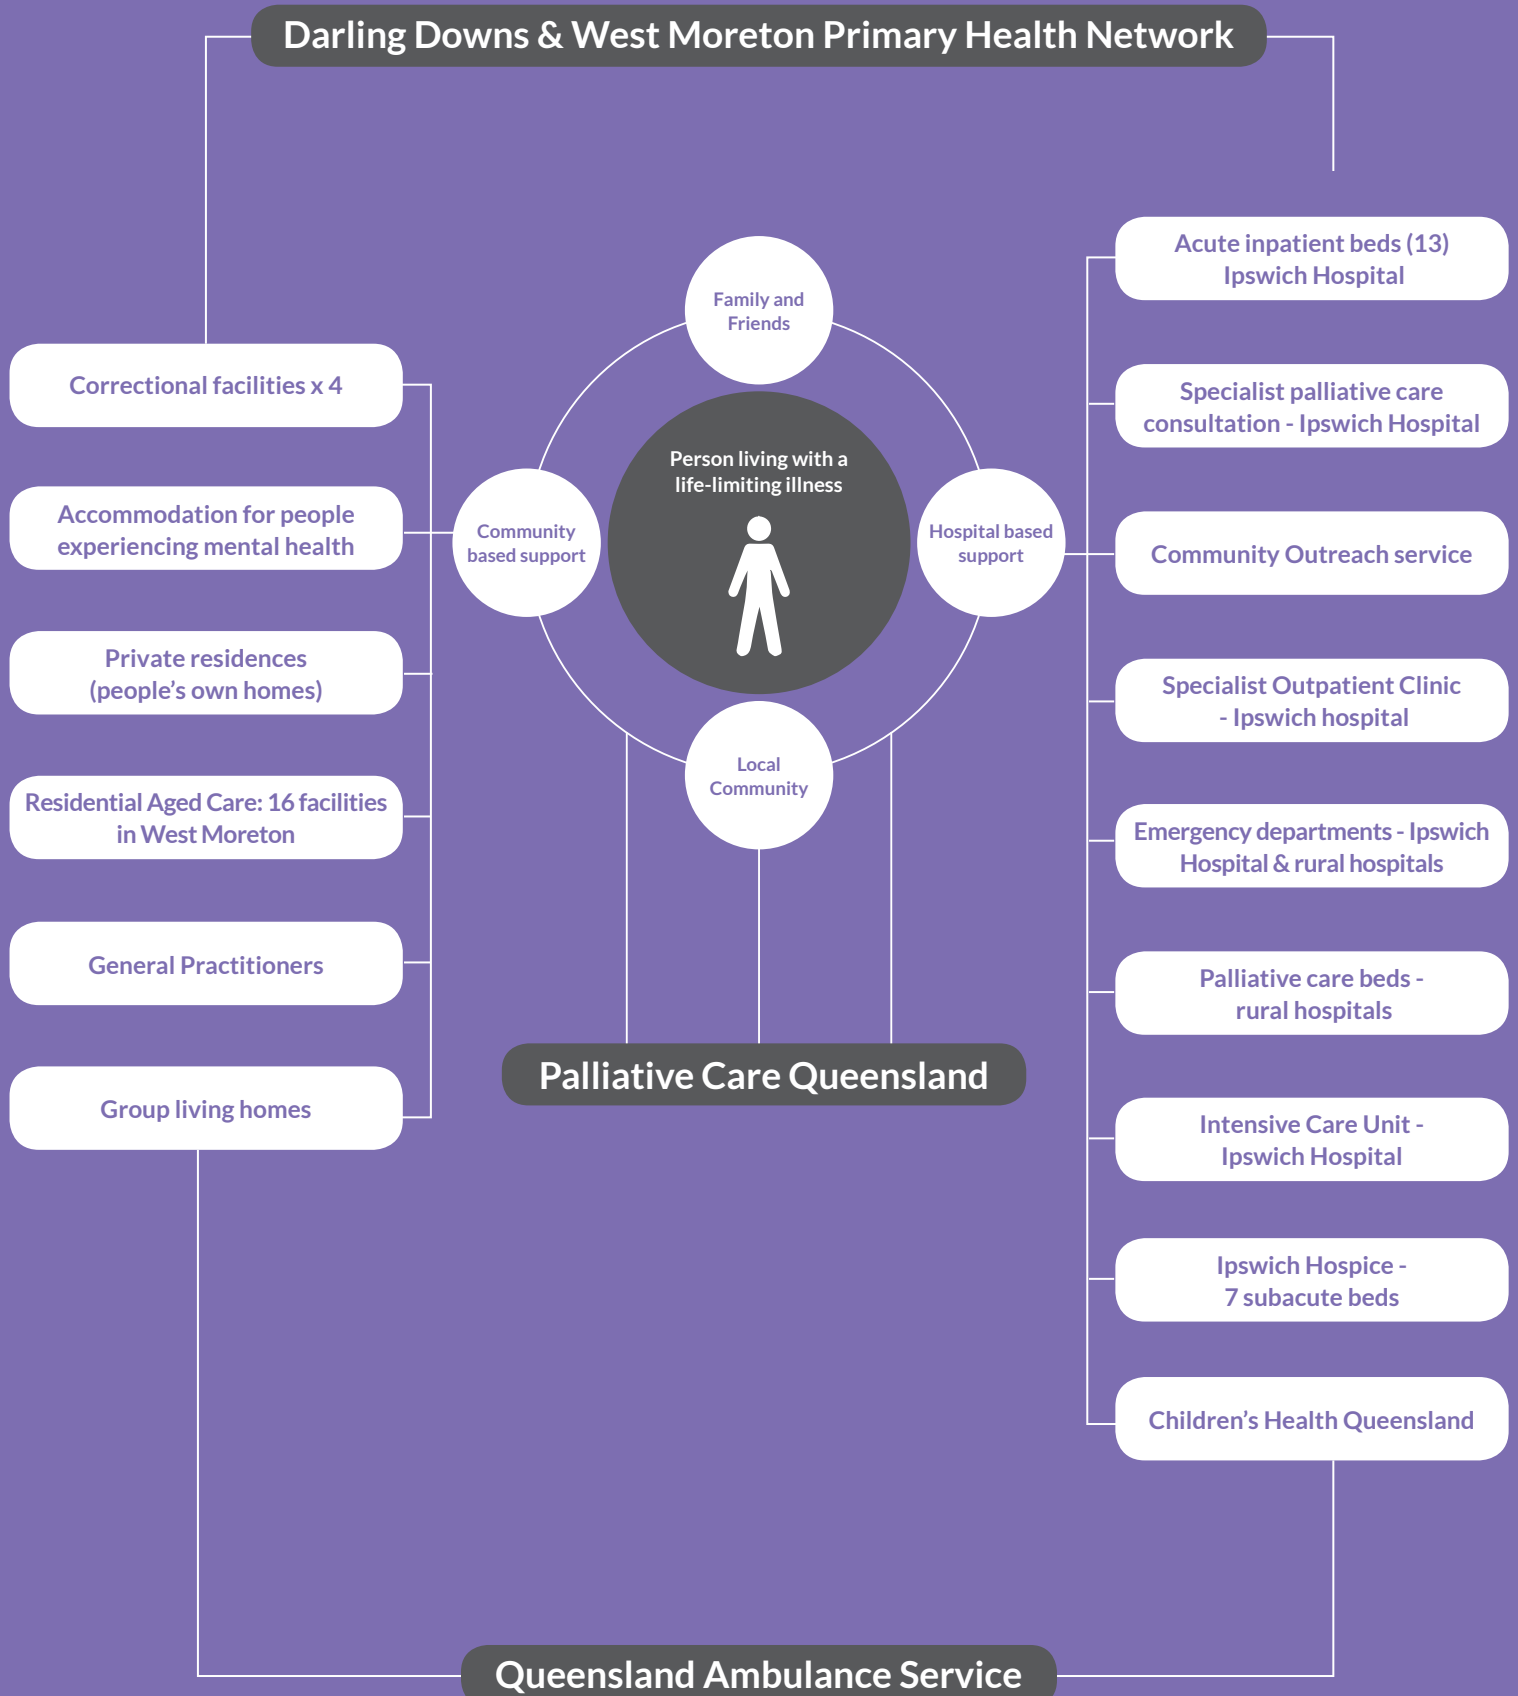 Darling Downs & West Moreton Primary Health Network
Correctional facilities x 4
Accommodation for people
experiencing mental health
Private residences
(people’s own homes)
Residential Aged Care: 16 facilities
in West Moreton
General Practitioners
Group living homes
Family and
Friends
Person living with a
life-limiting illness
Community
based support
Hospital based
support
Local
Community
Palliative Care Queensland
Acute inpatient beds (13)
Ipswich Hospital
Specialist palliative care
consultation - Ipswich Hospital
Community Outreach service
Specialist Outpatient Clinic
- Ipswich hospital
Emergency departments - Ipswich
Hospital & rural hospitals
Palliative care beds -
rural hospitals
Intensive Care Unit -
Ipswich Hospital
Ipswich Hospice -
7 subacute beds
Children’s Health Queensland
Queensland Ambulance Service